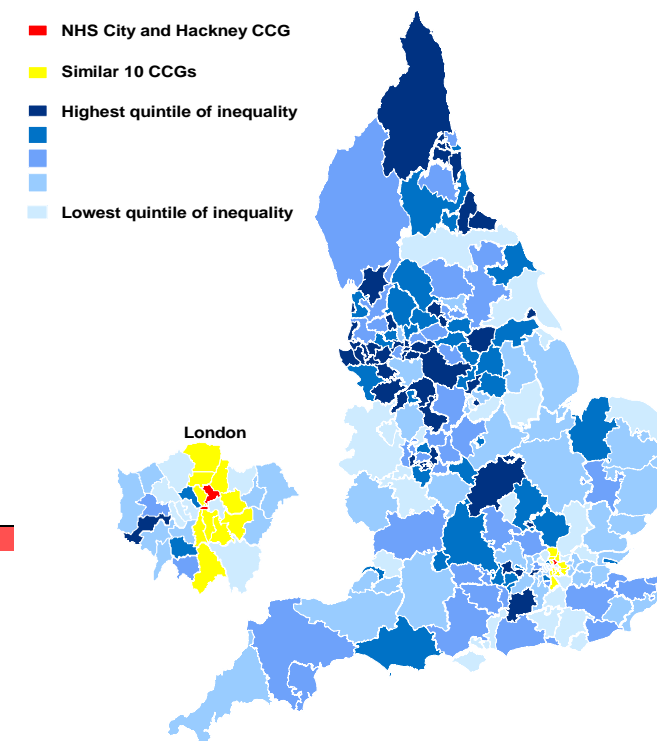 NHS City and Hackney CCG
Similar 10 CCGs
Highest quintile of inequality
Lowest quintile of inequality
London